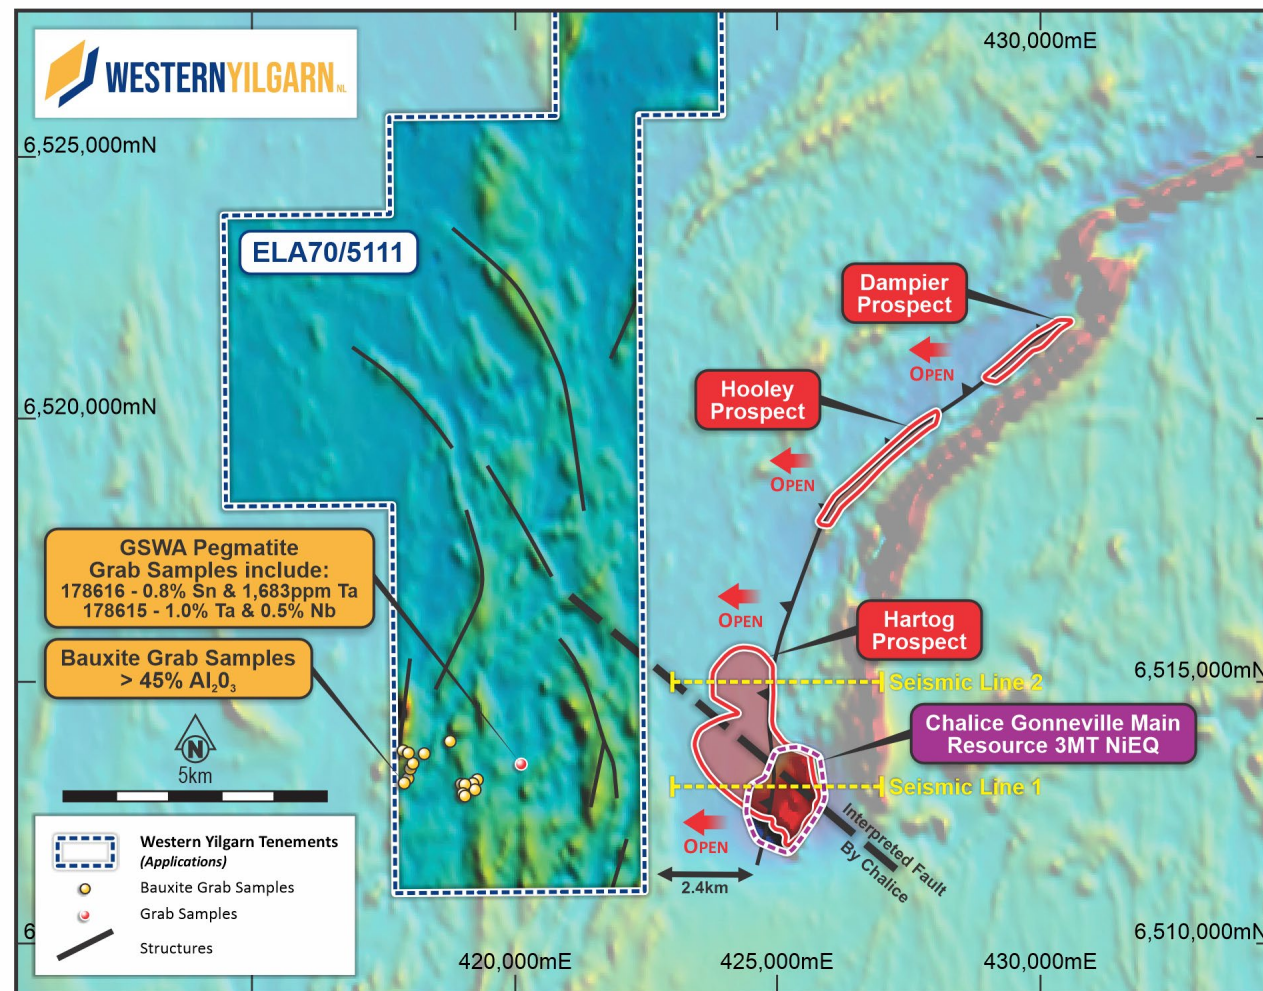 WESTERNYILGARN NL
430,000mE
6,525,000mN
ELA70/5111
Dampier
Prospect
OPEN
Hooley
Prospect
6,520,000mN
OPEN
GSWA Pegmatite
Grab Samples include:
178616 - 0.8% Sn & 1,683ppm Ta
178615 - 1.0% Ta & 0.5% Nb
OPEN
Hartog
Prospect
Bauxite Grab Samples
> 45% Al₂0₃
6,515,000mN
Seismic Line 2
Chalice Gonneville Main
Resource 3MT NiEQ
N
5km
Seismic Line 1
OPEN
Interpreted Fault
By Chalice
2.4km
Western Yilgarn Tenements
(Applications)
Bauxite Grab Samples
Grab Samples
Structures
6
6,510,000mN
420,000mE
425,000mE
430,000mE